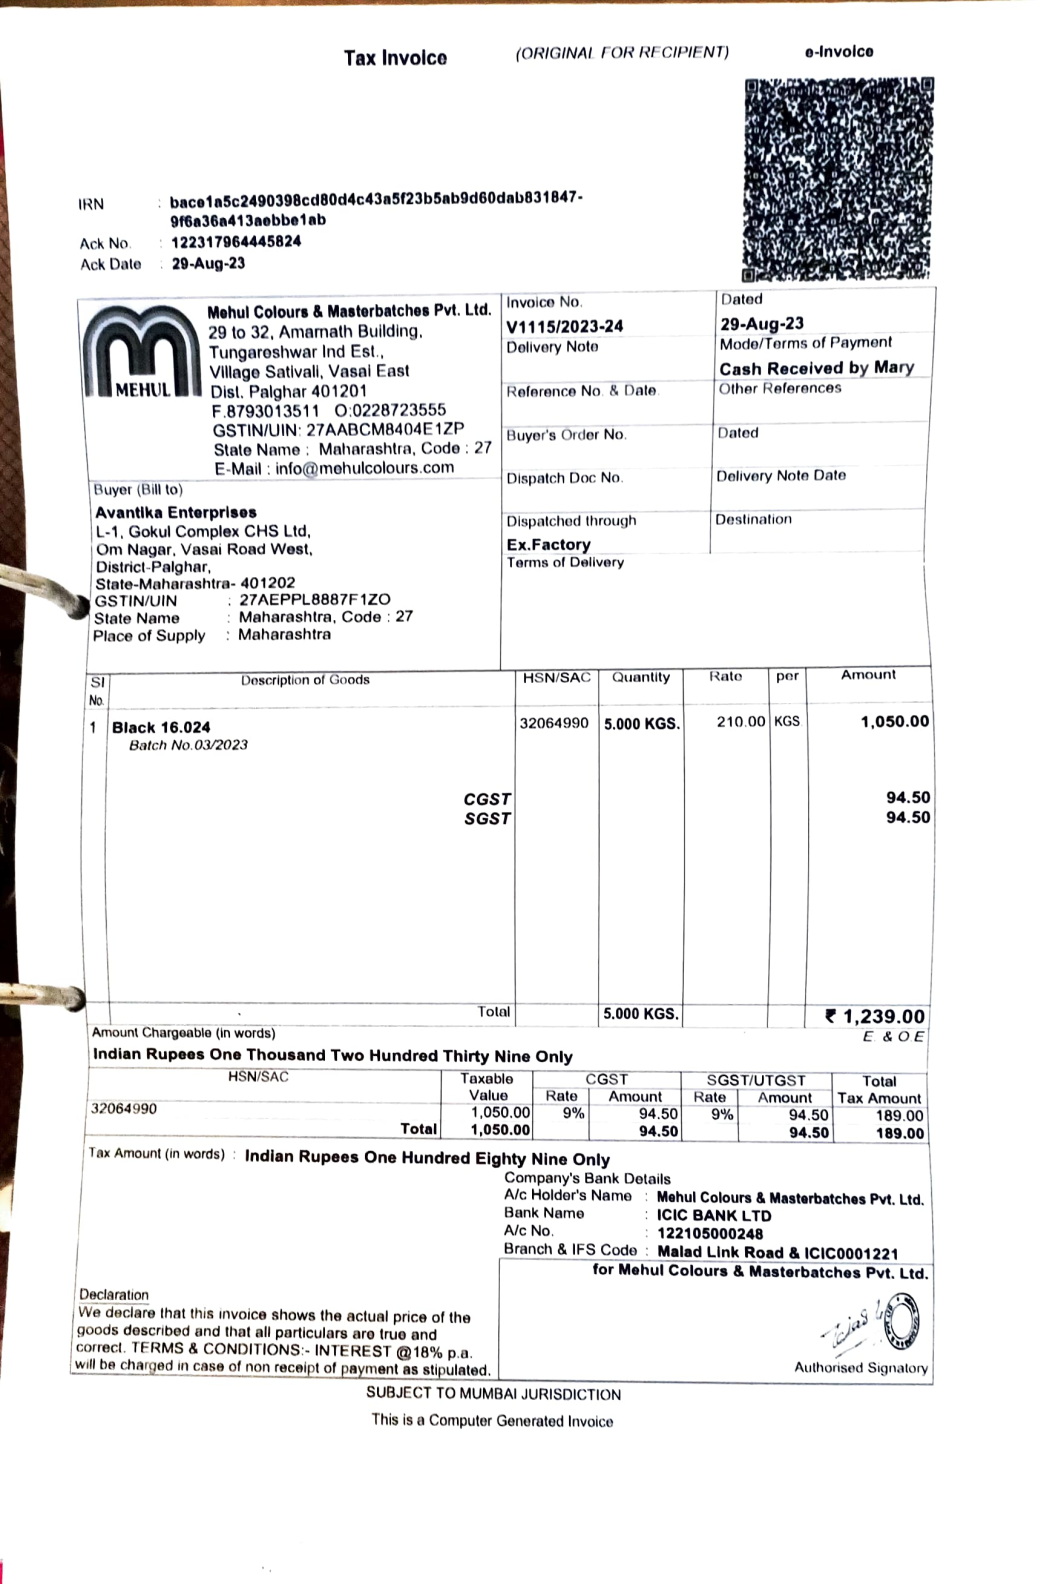 Tax Invoice (ORIGINAL FOR RECIPIENT) e-Invoice
IRN : bace1a5c2490398cd80d4c43a5f23b5ab9d60dab831847-
9f6a36a413aebbe1ab
Ack No. : 122317964445824
Ack Date : 29-Aug-23
MEHUL
Mehul Colours & Masterbatches Pvt. Ltd.
29 to 32, Amarnath Building,
Tungareshwar Ind Est.,
Village Sativali, Vasai East
Dist. Palghar 401201
F.8793013511 O:0228723555
GSTIN/UIN: 27AABCM8404E1ZP
State Name : Maharashtra, Code : 27
E-Mail : info@mehulcolours.com
Invoice No. Dated
V1115/2023-24 29-Aug-23
Delivery Note Mode/Terms of Payment
Cash Received by Mary
Reference No. & Date. Other References
Buyer's Order No. Dated
Dispatch Doc No. Delivery Note Date
Dispatched through Destination
Ex.Factory
Terms of Delivery
Buyer (Bill to)
Avantika Enterprises
L-1, Gokul Complex CHS Ltd,
Om Nagar, Vasai Road West,
District-Palghar,
State-Maharashtra- 401202
GSTIN/UIN : 27AEPPL8887F1ZO
State Name : Maharashtra, Code : 27
Place of Supply : Maharashtra
Sl No. Description of Goods HSN/SAC Quantity Rate per Amount
1 Black 16.024 32064990 5.000 KGS. 210.00 KGS 1,050.00
Batch No.03/2023
CGST 94.50
SGST 94.50
Total 5.000 KGS. ₹ 1,239.00
Amount Chargeable (in words) E. & O.E
Indian Rupees One Thousand Two Hundred Thirty Nine Only
HSN/SAC Taxable CGST SGST/UTGST Total
Value Rate Amount Rate Amount Tax Amount
32064990 1,050.00 9% 94.50 9% 94.50 189.00
Total 1,050.00 94.50 94.50 189.00
Tax Amount (in words) : Indian Rupees One Hundred Eighty Nine Only
Company's Bank Details
A/c Holder's Name : Mehul Colours & Masterbatches Pvt. Ltd.
Bank Name : ICIC BANK LTD
A/c No. : 122105000248
Branch & IFS Code : Malad Link Road & ICIC0001221
for Mehul Colours & Masterbatches Pvt. Ltd.
Declaration
We declare that this invoice shows the actual price of the
goods described and that all particulars are true and
correct. TERMS & CONDITIONS:- INTEREST @18% p.a.
will be charged in case of non receipt of payment as stipulated.
Authorised Signatory
SUBJECT TO MUMBAI JURISDICTION
This is a Computer Generated Invoice